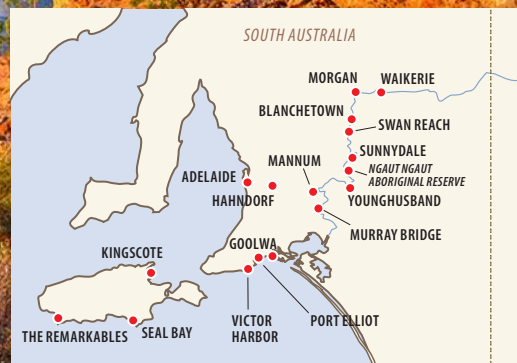 SOUTH AUSTRALIA
MORGAN
WAIKERIE
BLANCHETOWN
SWAN REACH
SUNNYDALE
MANNUM
NGAUT NGAUT
ABORIGINAL RESERVE
ADELAIDE
HAHNDORF
YOUNGHUSBAND
MURRAY BRIDGE
GOOLWA
KINGSCOTE
THE REMARKABLES
SEAL BAY
VICTOR
HARBOR
PORT ELLIOT